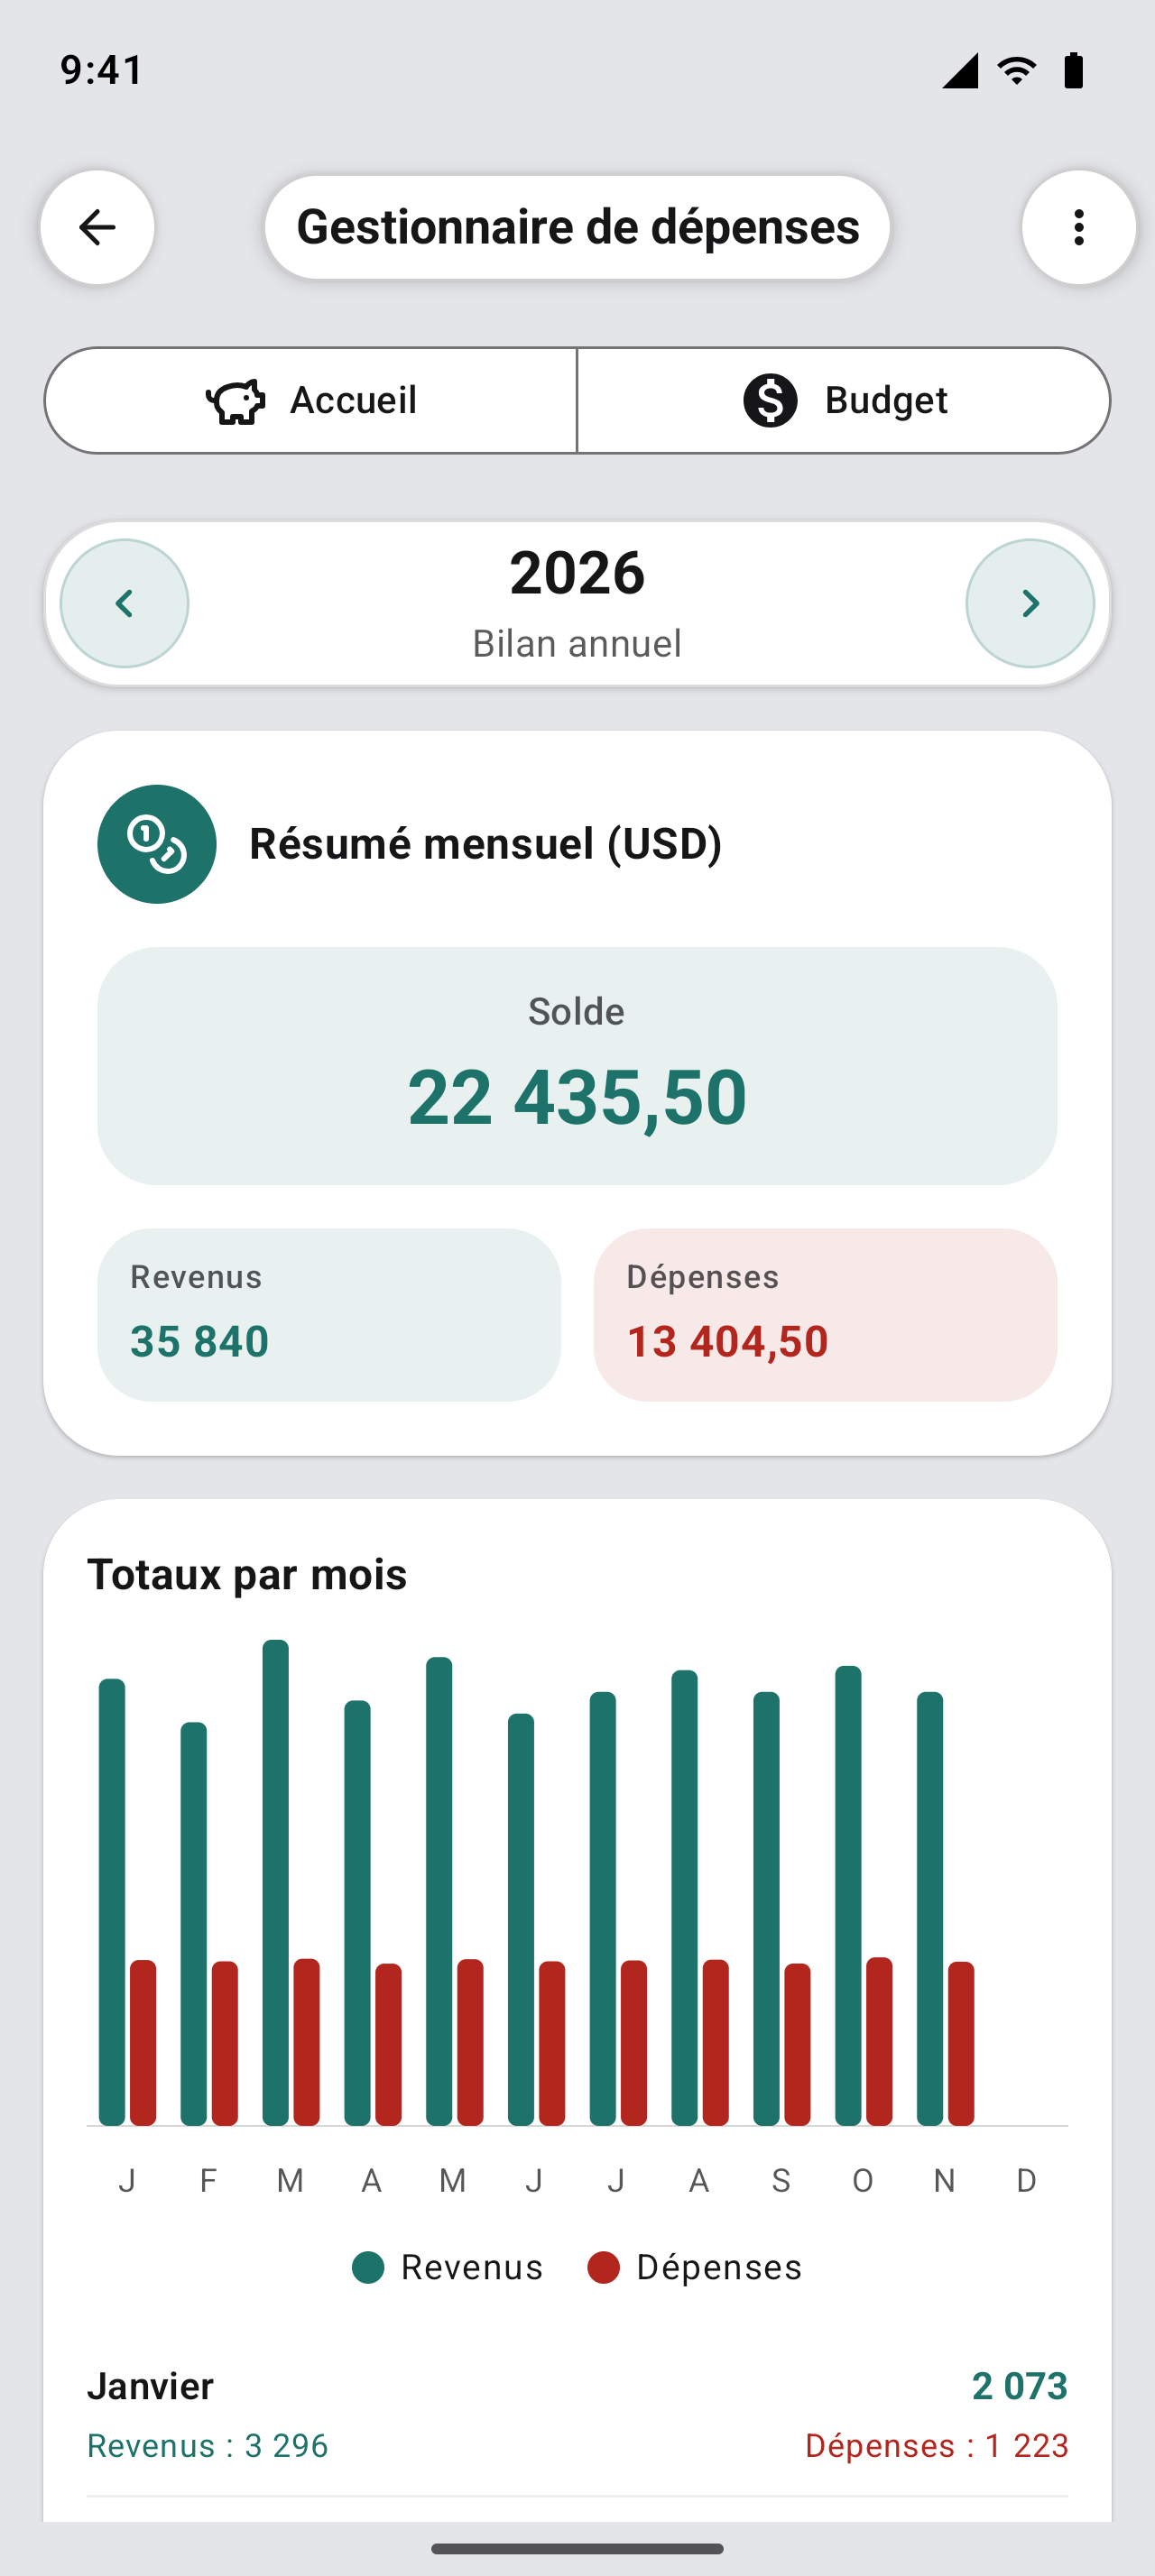 9:41
Gestionnaire de dépenses
Accueil
Budget
2026
Bilan annuel
Résumé mensuel (USD)
Solde
22 435,50
Revenus
Dépenses
35 840
13 404,50
Totaux par mois
J F M A M J J A S O N D
Revenus
Dépenses
Janvier
2 073
Revenus : 3 296
Dépenses : 1 223